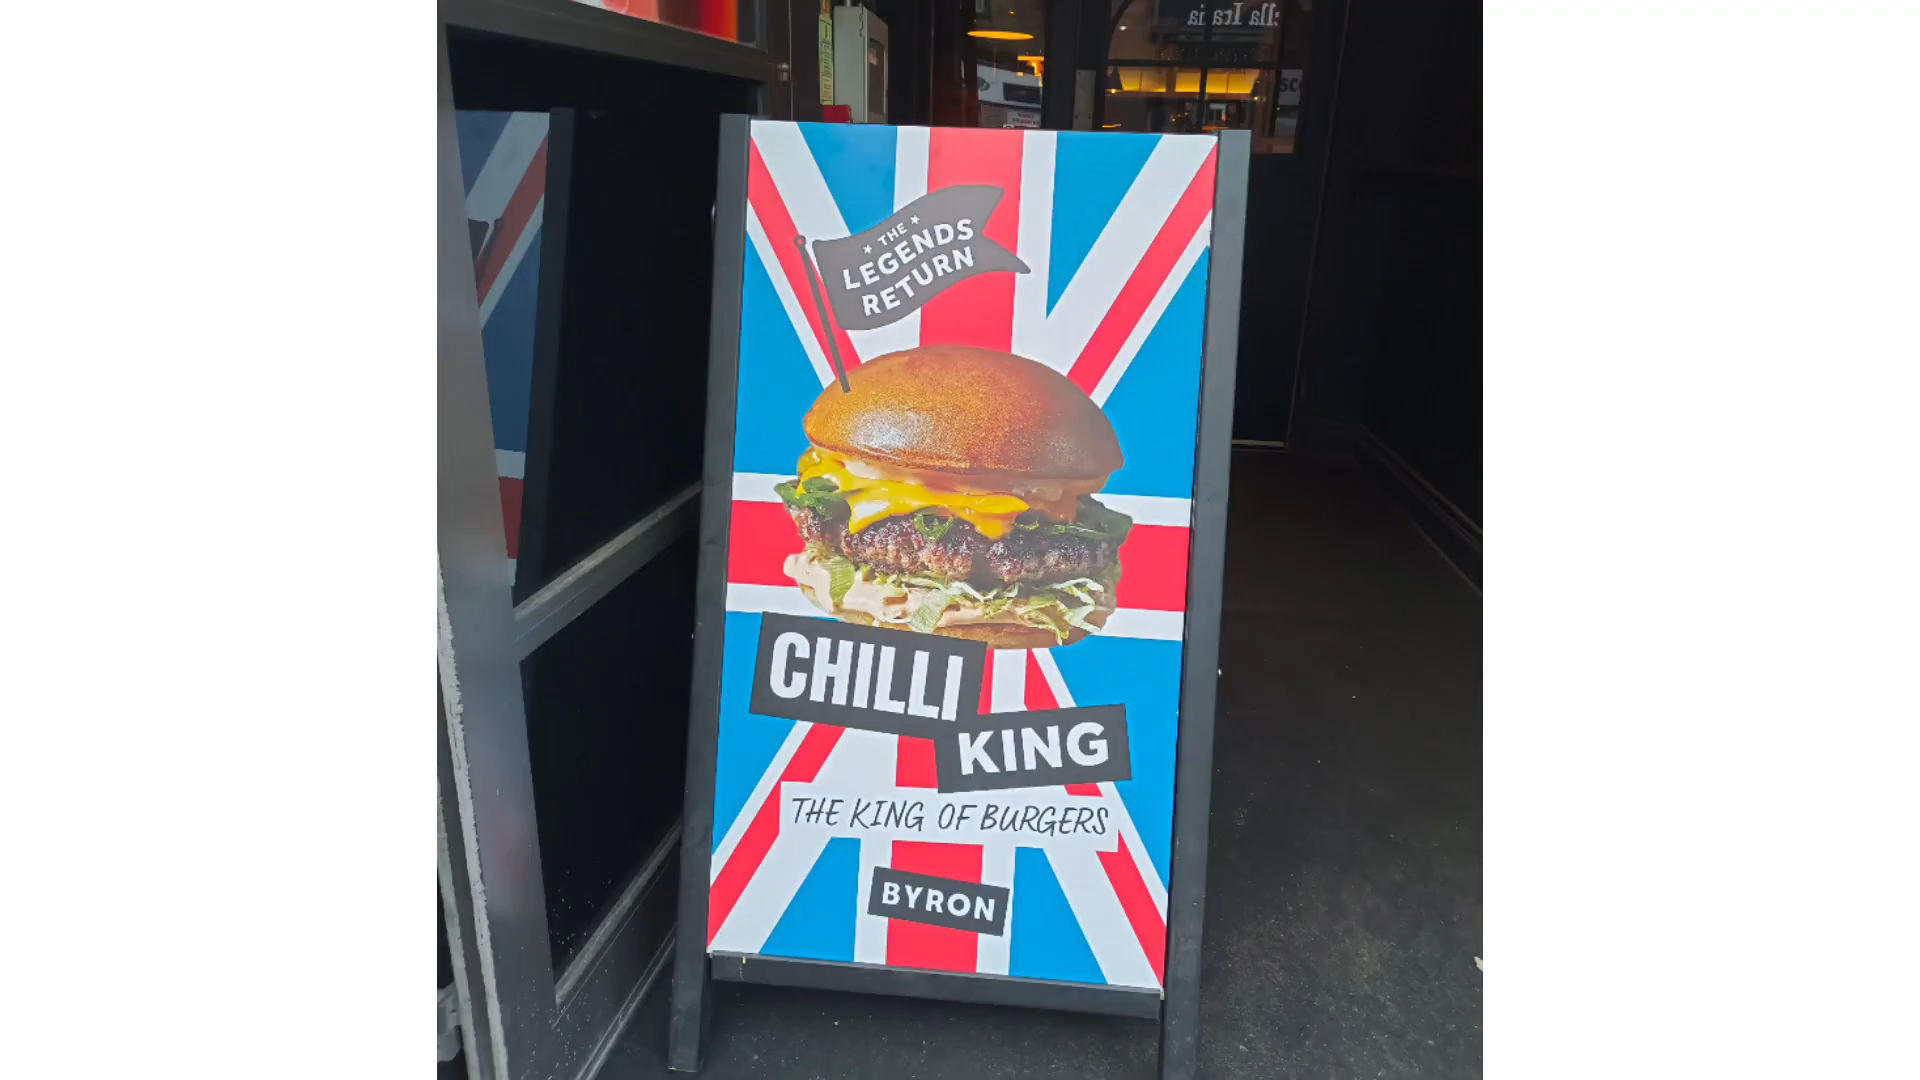 THE
LEGENDS
RETURN
CHILLI
KING
THE KING OF BURGERS
BYRON